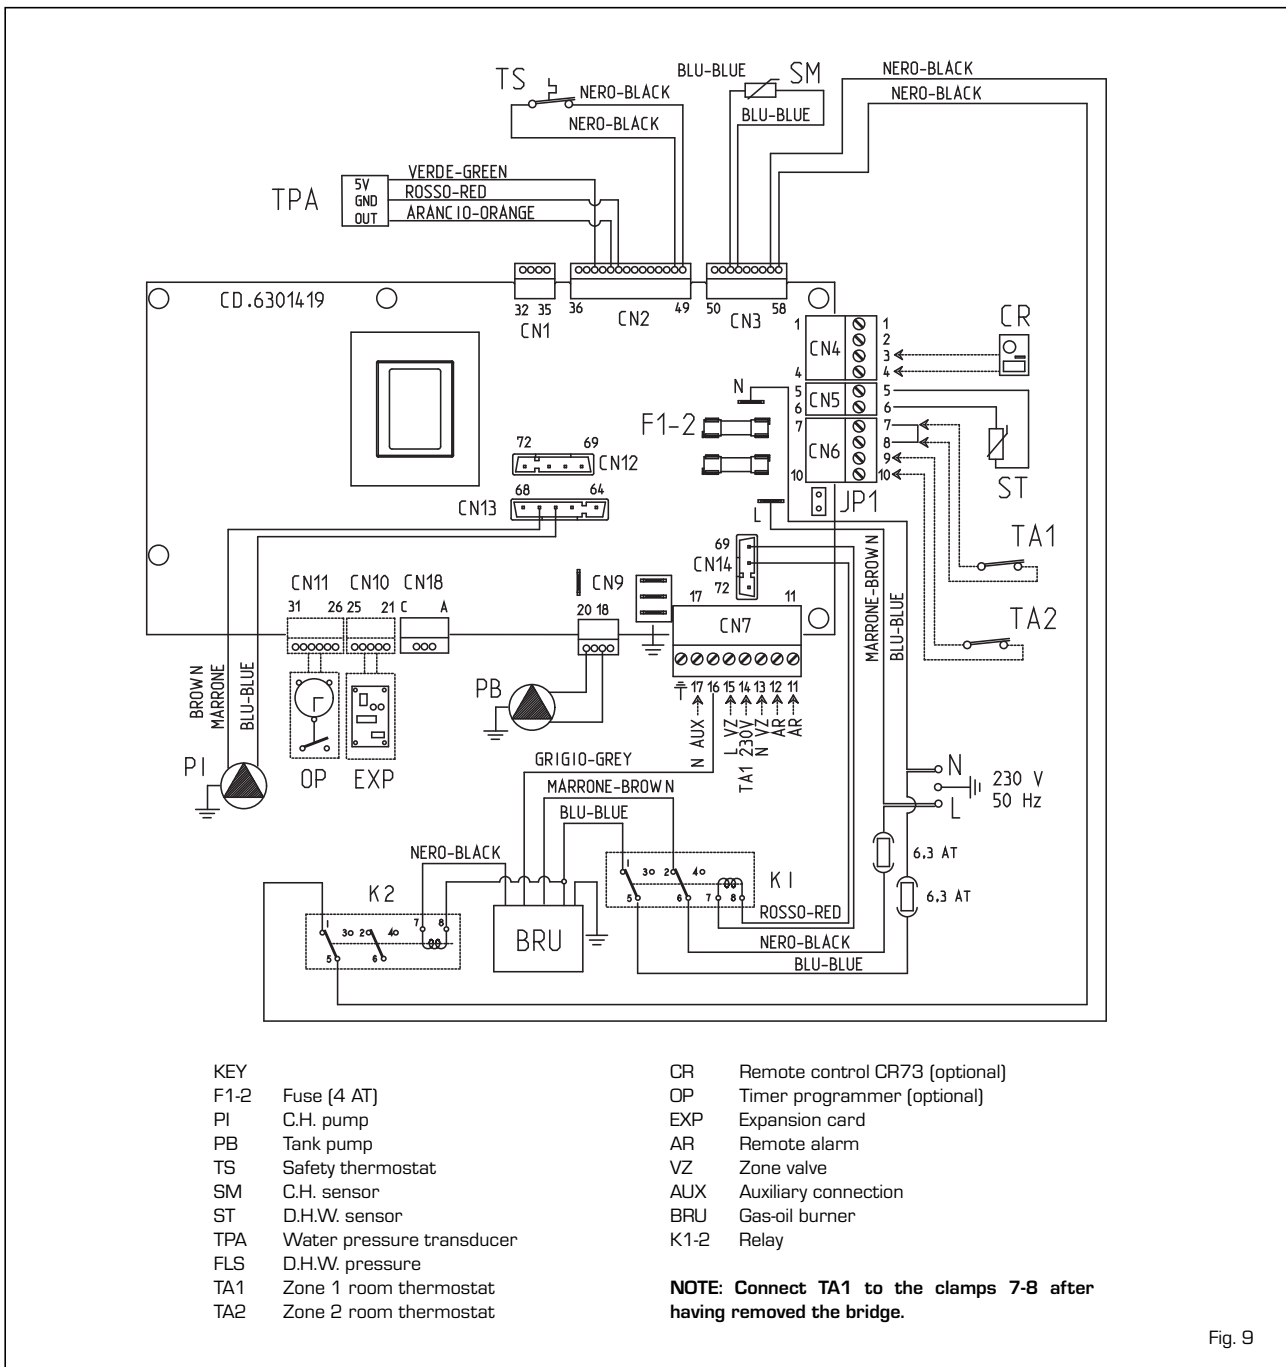 TS
NERO-BLACK
NERO-BLACK
BLU-BLUE
SM
BLU-BLUE
NERO-BLACK
NERO-BLACK
TPA
5V
GND
OUT
VERDE-GREEN
ROSSO-RED
ARANCIO-ORANGE
CD.6301419
32 35
CN1
36 CN2 49
50 CN3 58
1 CN4 1
2
3
4 4
CR
5 CN5 5
6 6
7 CN6 7
8
9
10 10
ST
N
F1-2
72 69
CN12
68 64
CN13
L
JP1
TA1
TA2
69
CN14
72
MARRONE-BROWN
BLU-BLUE
CN11 CN10 CN18
31 26 25 21 C A
CN9
20 18
17 CN7 11
17 16 15 14 13 12 11
N AUX
L VZ
TA1 230V
N VZ
AR
AR
BROWN
MARRONE
BLU-BLUE
PI
OP
EXP
PB
GRIGIO-GREY
MARRONE-BROWN
BLU-BLUE
NERO-BLACK
N
L
230 V
50 Hz
6,3 AT
6,3 AT
K2
1 3 2 4 7 8
5 6
BRU
1 3 2 4
5 6 7 8
K1
ROSSO-RED
NERO-BLACK
BLU-BLUE
KEY
F1-2 Fuse (4 AT)
PI C.H. pump
PB Tank pump
TS Safety thermostat
SM C.H. sensor
ST D.H.W. sensor
TPA Water pressure transducer
FLS D.H.W. pressure
TA1 Zone 1 room thermostat
TA2 Zone 2 room thermostat
CR Remote control CR73 (optional)
OP Timer programmer (optional)
EXP Expansion card
AR Remote alarm
VZ Zone valve
AUX Auxiliary connection
BRU Gas-oil burner
K1-2 Relay
NOTE: Connect TA1 to the clamps 7-8 after
having removed the bridge.
Fig. 9